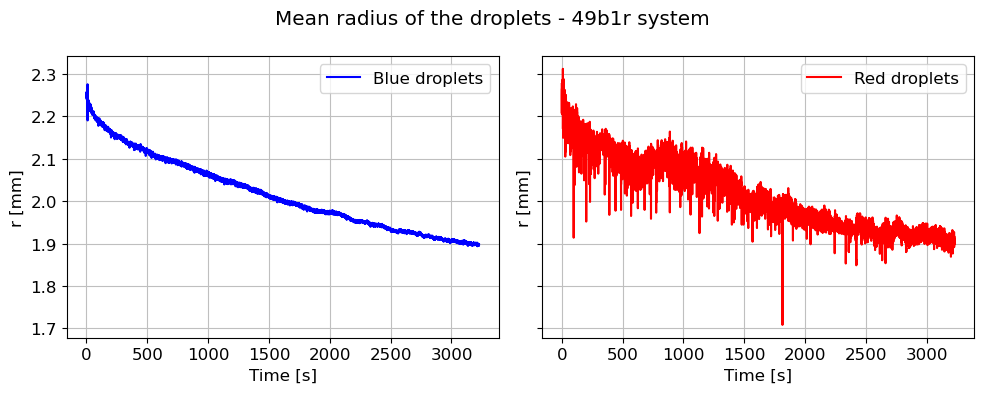 Mean radius of the droplets - 49b1r system
Blue droplets
Red droplets
2.3
2.2
2.1
2.0
1.9
1.8
1.7
r [mm]
r [mm]
0 500 1000 1500 2000 2500 3000
0 500 1000 1500 2000 2500 3000
Time [s]
Time [s]